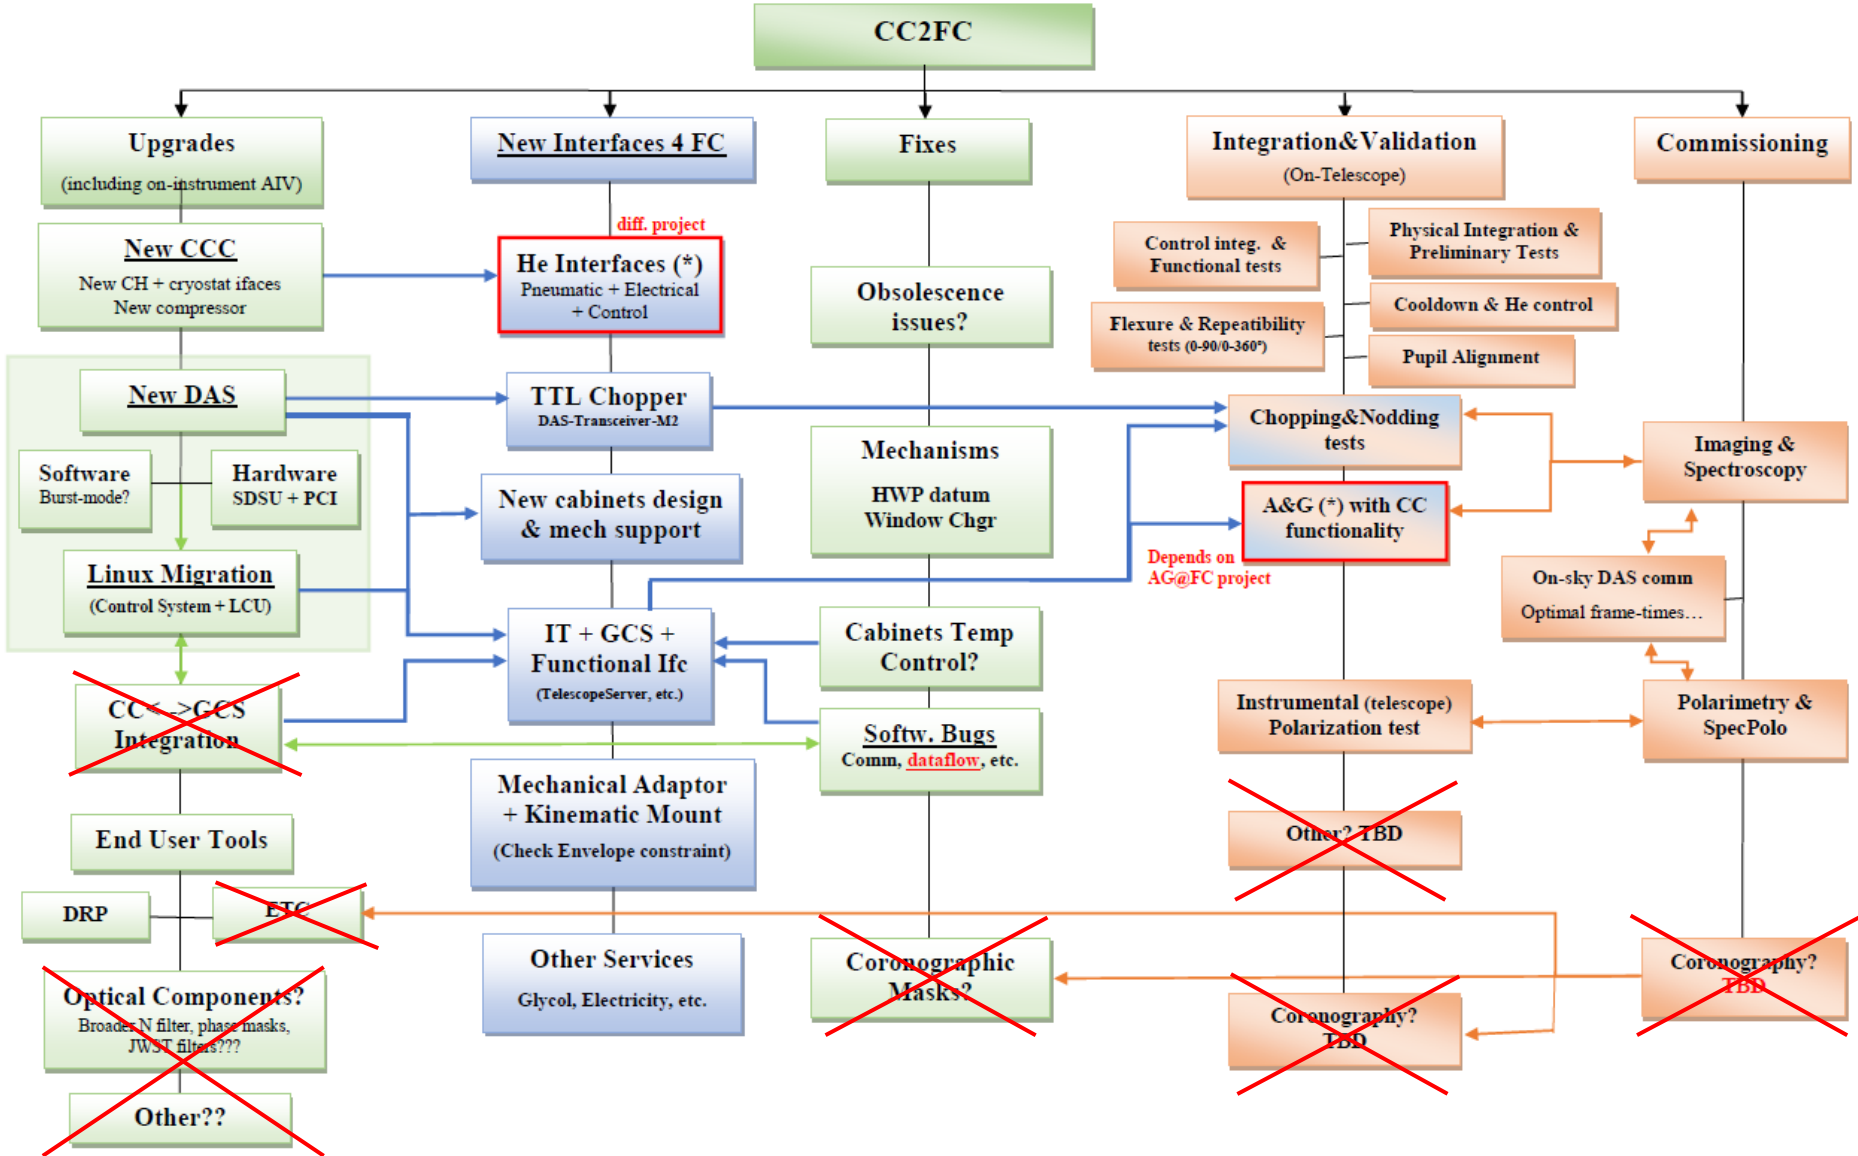 CC2FC
Upgrades
(including on-instrument AIV)
New CCC
New CH + cryostat ifaces
New compressor
New DAS
Software
Burst-mode?
Hardware
SDSU + PCI
Linux Migration
(Control System + LCU)
CC< ->GCS
Integration
End User Tools
DRP
ETC
Optical Components?
Broader N filter, phase masks,
JWST filters???
Other??
New Interfaces 4 FC
diff. project
He Interfaces (*)
Pneumatic + Electrical
+ Control
TTL Chopper
DAS-Transceiver-M2
New cabinets design
& mech support
IT + GCS +
Functional Ifc
(TelescopeServer, etc.)
Mechanical Adaptor
+ Kinematic Mount
(Check Envelope constraint)
Other Services
Glycol, Electricity, etc.
Fixes
Obsolescence
issues?
Mechanisms
HWP datum
Window Chgr
Cabinets Temp
Control?
Softw. Bugs
Comm, dataflow, etc.
Coronographic
Masks?
Integration&Validation
(On-Telescope)
Control integ. &
Functional tests
Physical Integration &
Preliminary Tests
Cooldown & He control
Flexure & Repeatibility
tests (0-90/0-360º)
Pupil Alignment
Chopping&Nodding
tests
A&G (*) with CC
functionality
Depends on
AG@FC project
Instrumental (telescope)
Polarization test
Other? TBD
Coronography?
TBD
Commissioning
Imaging &
Spectroscopy
On-sky DAS comm
Optimal frame-times…
Polarimetry &
SpecPolo
Coronography?
TBD